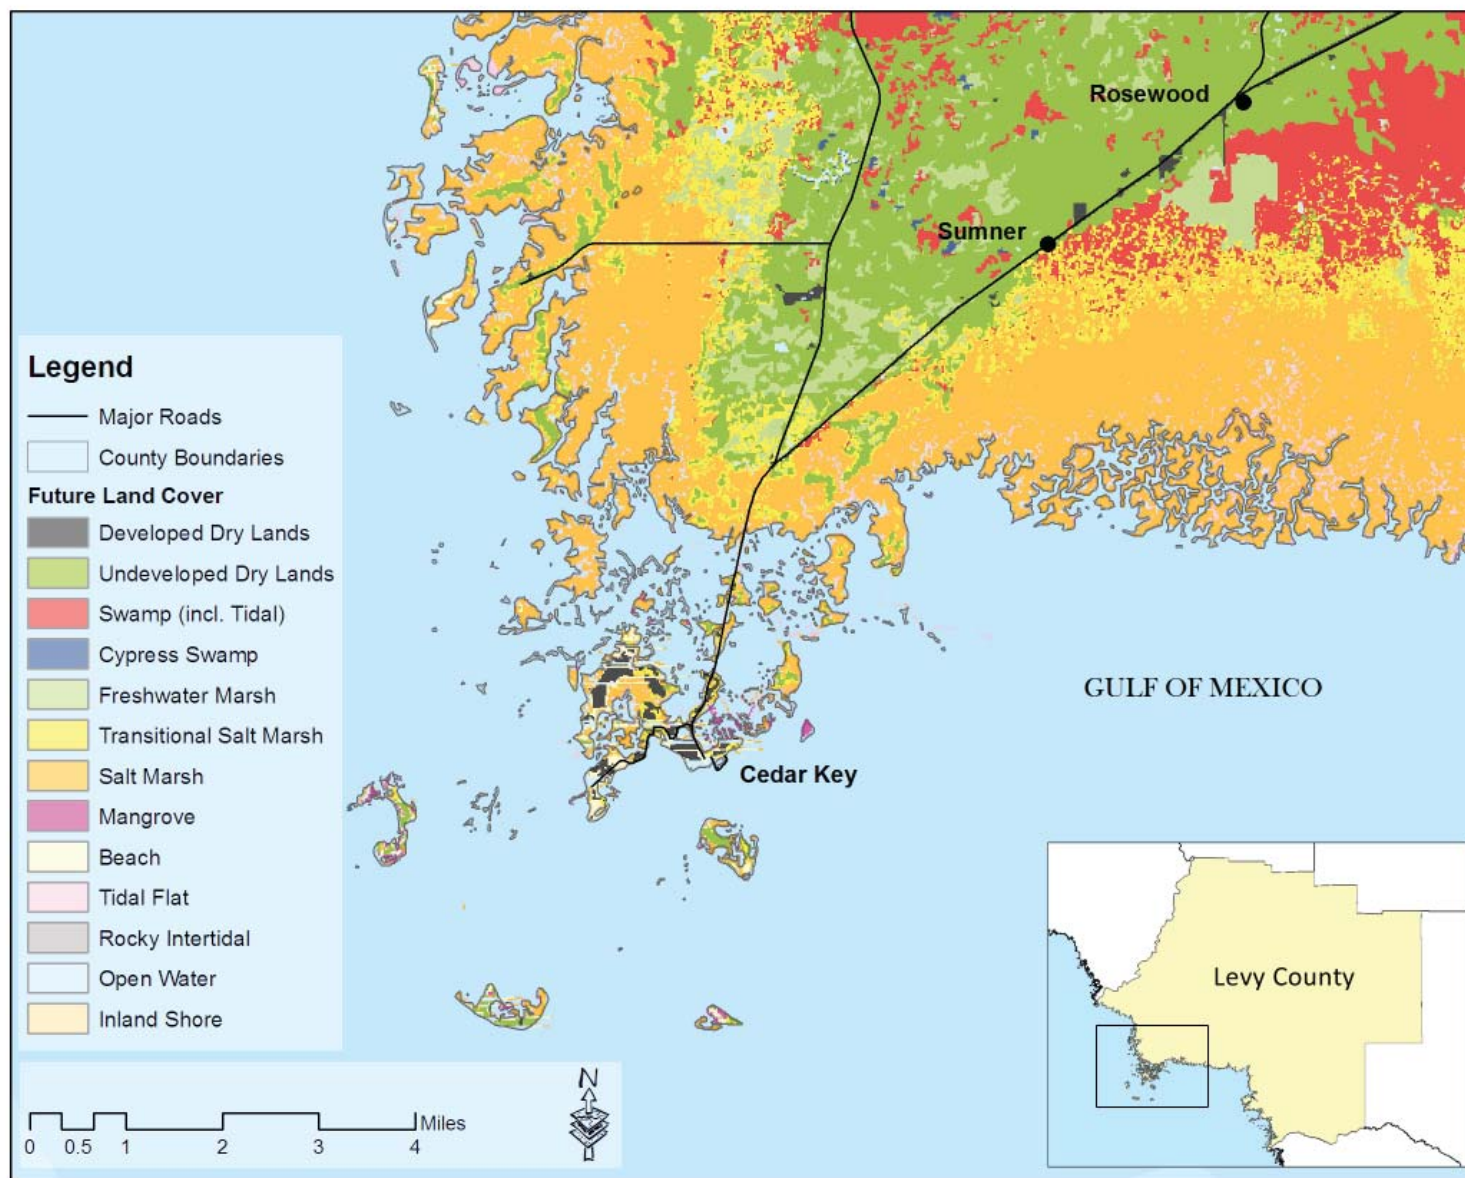 Rosewood
Sumner
Legend
Major Roads
County Boundaries
Future Land Cover
Developed Dry Lands
Undeveloped Dry Lands
Swamp (incl. Tidal)
Cypress Swamp
Freshwater Marsh
Transitional Salt Marsh
Salt Marsh
Mangrove
Beach
Tidal Flat
Rocky Intertidal
Open Water
Inland Shore
GULF OF MEXICO
Cedar Key
Levy County
N
Miles
0 0.5 1 2 3 4